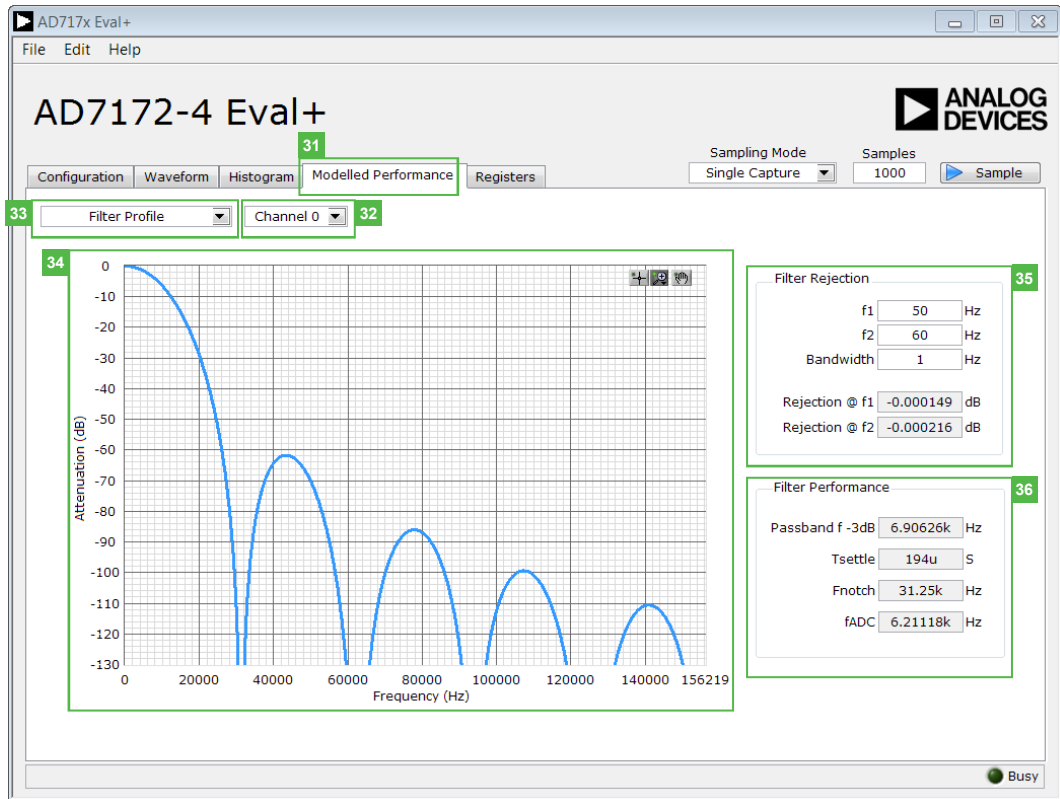 AD717x Eval+
File Edit Help
AD7172-4 Eval+
ANALOG
DEVICES
31
Sampling Mode
Samples
Configuration
Waveform
Histogram
Modelled Performance
Registers
Single Capture
1000
Sample
33
Filter Profile
Channel 0
32
34
0
-10
-20
-30
-40
-50
-60
-70
-80
-90
-100
-110
-120
-130
Attenuation (dB)
0 20000 40000 60000 80000 100000 120000 140000 156219
Frequency (Hz)
35
Filter Rejection
f1 50 Hz
f2 60 Hz
Bandwidth 1 Hz
Rejection @ f1 -0.000149 dB
Rejection @ f2 -0.000216 dB
36
Filter Performance
Passband f -3dB 6.90626k Hz
Tsettle 194u S
Fnotch 31.25k Hz
fADC 6.21118k Hz
Busy